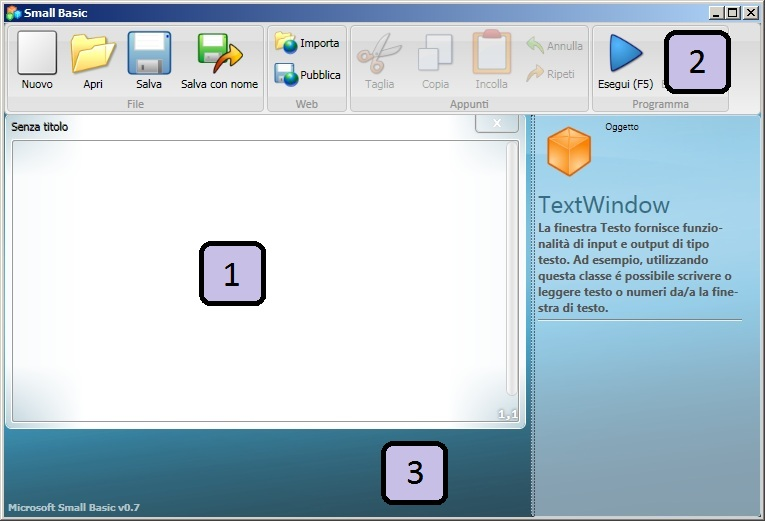 Small Basic
Nuovo
Apri
Salva
Salva con nome
File
Importa
Pubblica
Web
Taglia
Copia
Incolla
Annulla
Ripeti
Appunti
Esegui (F5)
Programma
2
Senza titolo
X
1
1,1
Oggetto
TextWindow
La finestra Testo fornisce funzio-
nalità di input e output di tipo
testo. Ad esempio, utilizzando
questa classe é possibile scrivere o
leggere testo o numeri da/a la fine-
stra di testo.
3
Microsoft Small Basic v0.7